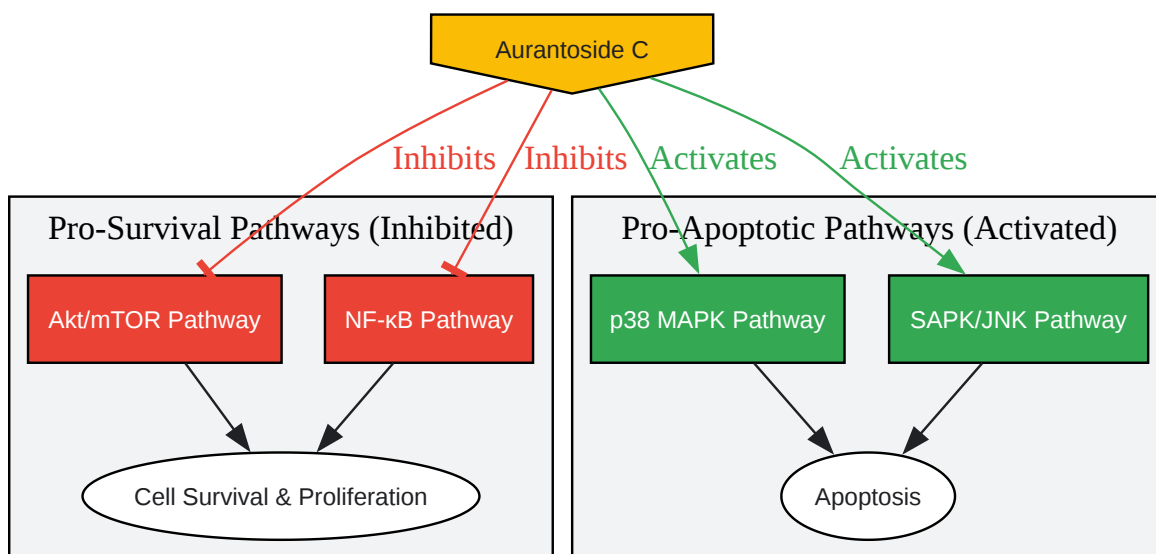 Aurantoside C
Inhibits
Inhibits
Activates
Activates
Pro-Survival Pathways (Inhibited)
Pro-Apoptotic Pathways (Activated)
Akt/mTOR Pathway
NF-κB Pathway
p38 MAPK Pathway
SAPK/JNK Pathway
Cell Survival & Proliferation
Apoptosis